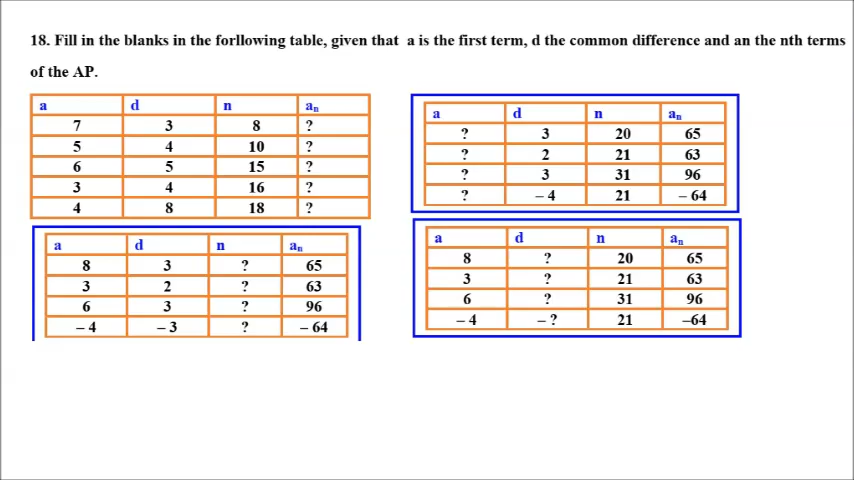 18. Fill in the blanks in the forllowing table, given that a is the first term, d the common difference and an the nth terms
of the AP.
a d n aₙ
7 3 8 ?
5 4 10 ?
6 5 15 ?
3 4 16 ?
4 8 18 ?
a d n aₙ
? 3 20 65
? 2 21 63
? 3 31 96
? – 4 21 – 64
a d n aₙ
8 3 ? 65
3 2 ? 63
6 3 ? 96
– 4 – 3 ? – 64
a d n aₙ
8 ? 20 65
3 ? 21 63
6 ? 31 96
– 4 – ? 21 –64